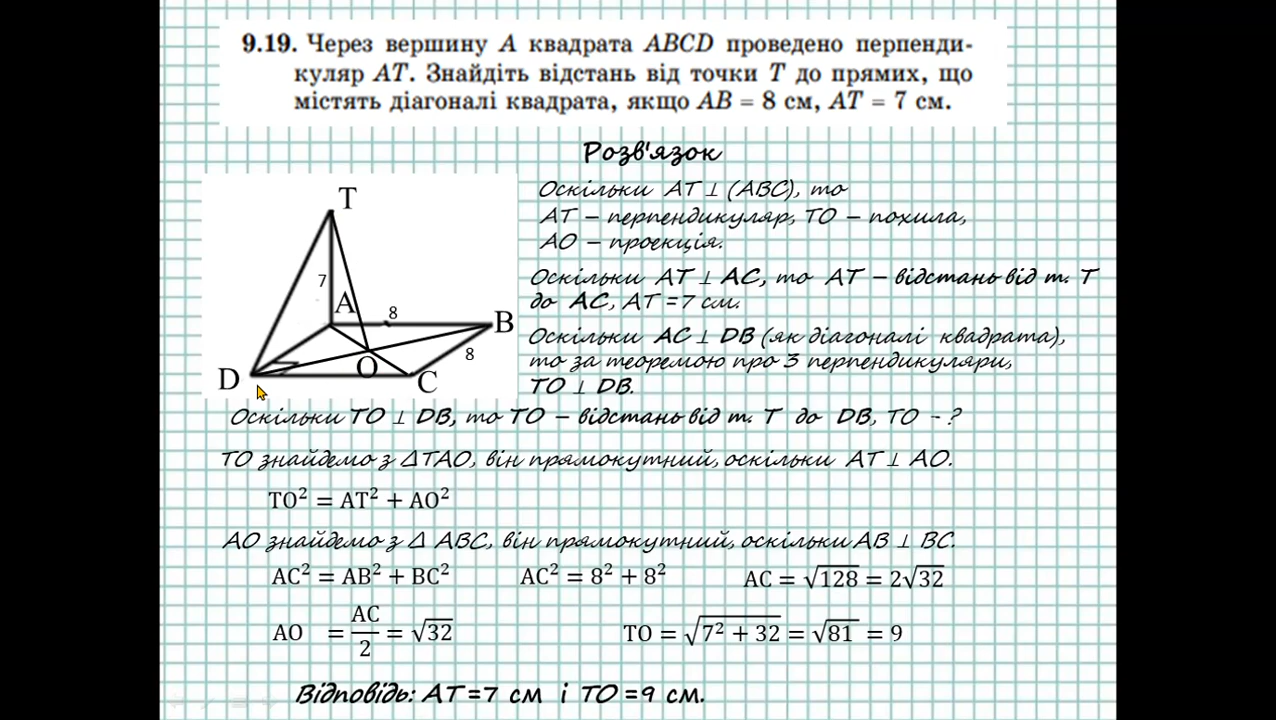 9.19. Через вершину A квадрата ABCD проведено перпенди-
куляр AT. Знайдіть відстань від точки T до прямих, що
містять діагоналі квадрата, якщо AB = 8 см, AT = 7 см.
Розв'язок
Оскільки AT ⊥ (ABC), то
AT – перпендикуляр, TO – похила,
AO – проекція.
Оскільки AT ⊥ AC, то AT – відстань від т. T
до AC, AT =7 см.
Оскільки AC ⊥ DB (як діагоналі квадрата),
то за теоремою про 3 перпендикуляри,
TO ⊥ DB.
T
7
A
8
B
8
O
D
C
Оскільки TO ⊥ DB, то TO – відстань від т. T до DB, TO - ?
TO знайдемо з ΔTAO, він прямокутний, оскільки AT ⊥ AO.
TO² = AT² + AO²
AO знайдемо з Δ ABC, він прямокутний, оскільки AB ⊥ BC.
AC² = AB² + BC² AC² = 8² + 8² AC = √128 = 2√32
AO = AC/2 = √32 TO = √(7² + 32) = √81 = 9
Відповідь: AT =7 см і TO =9 см.